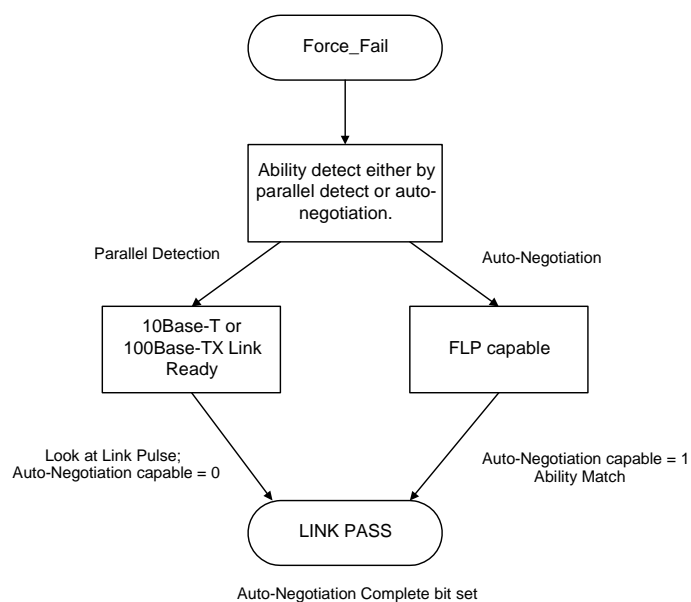 Force_Fail
Ability detect either by
parallel detect or auto-
negotiation.
Parallel Detection
Auto-Negotiation
10Base-T or
100Base-TX Link
Ready
FLP capable
Look at Link Pulse;
Auto-Negotiation capable = 0
Auto-Negotiation capable = 1
Ability Match
LINK PASS
Auto-Negotiation Complete bit set